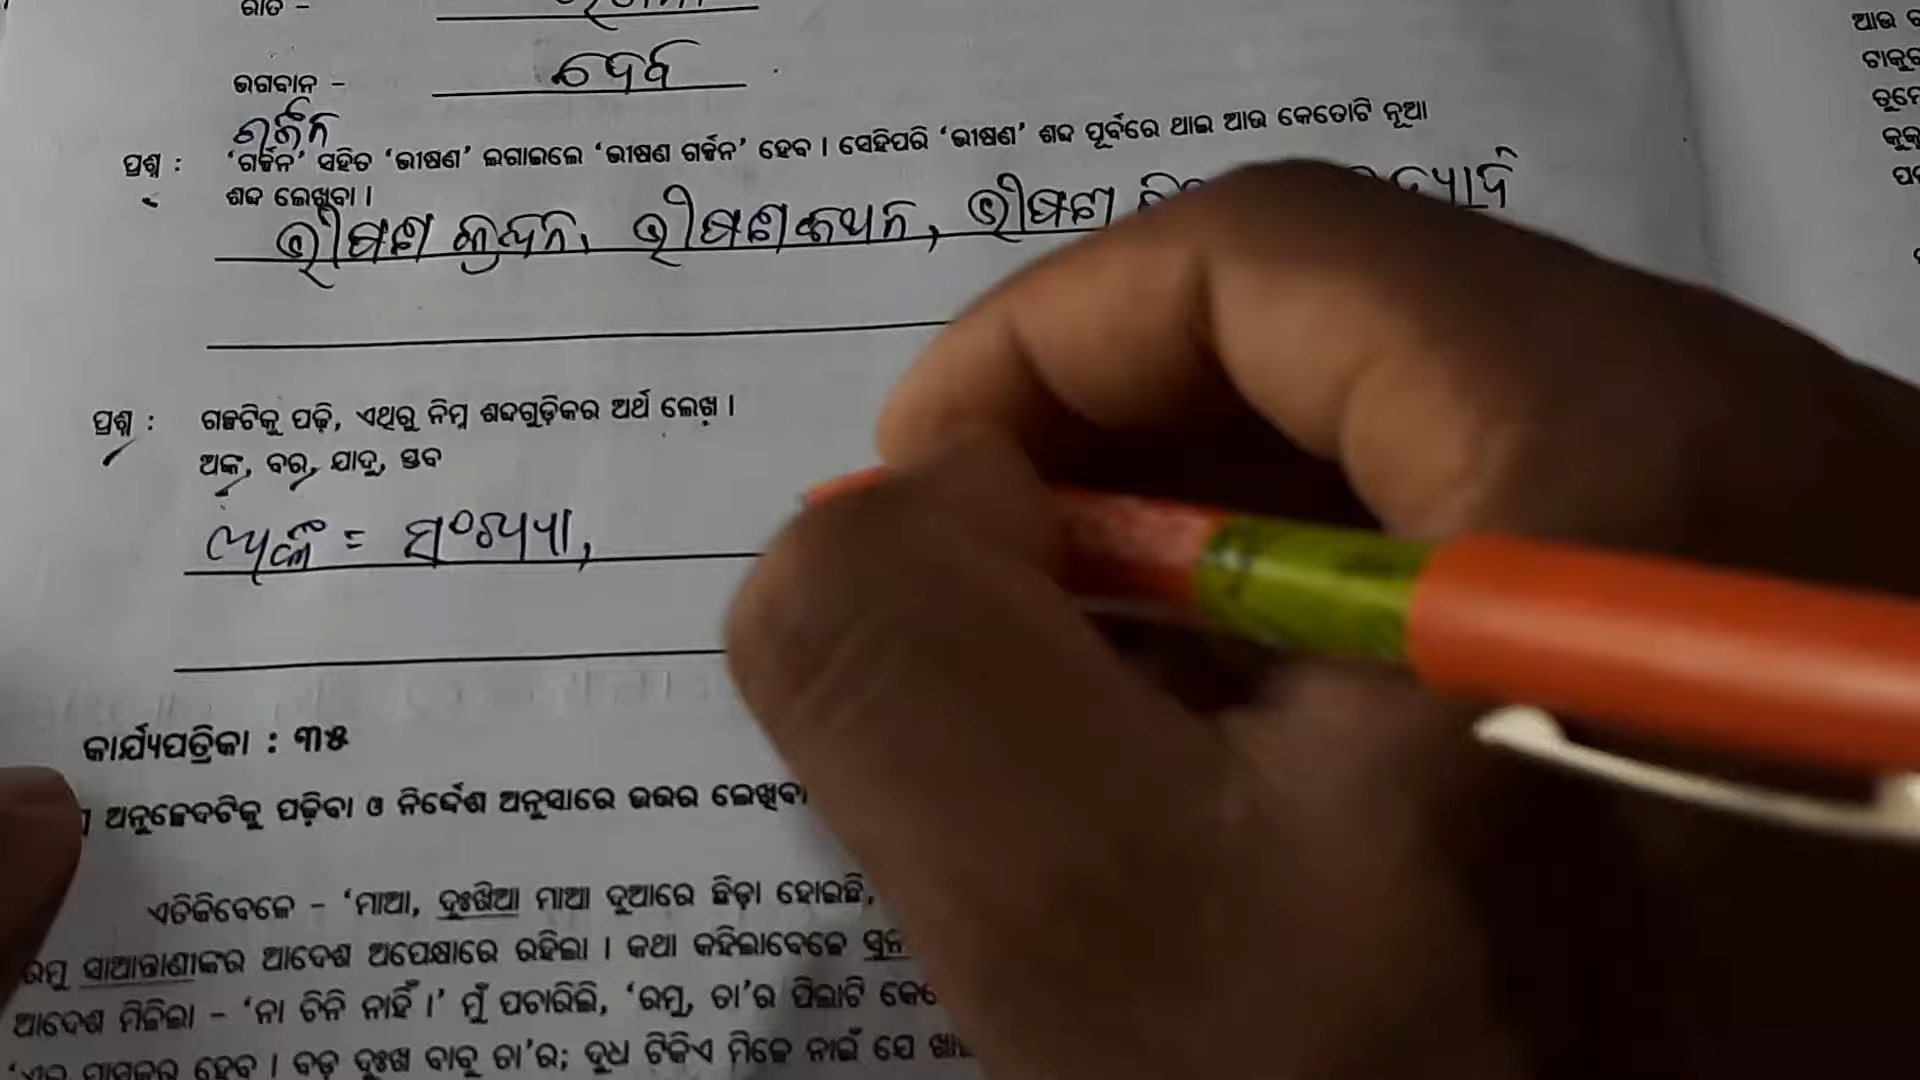 ରାତି –
ଆଉ
ଭଗବାନ – ଦେବ
ଟାକୁର
ଗର୍ଜନ
ପ୍ରଶ୍ନ : ‘ଗର୍ଜ୍ଜନ’ ସହିତ ‘ଭୀଷଣ’ ଲଗାଇଲେ ‘ଭୀଷଣ ଗର୍ଜ୍ଜନ’ ହେବ । ସେହିପରି ‘ଭୀଷଣ’ ଶବ୍ଦ ପୂର୍ବରେ ଥାଇ ଆଉ କେତୋଟି ନୂଆ
ଶବ୍ଦ ଲେଖିବା ।
ଭୀଷଣ କ୍ରନ୍ଦନ, ଭୀଷଣ କମ୍ପନ, ଭୀଷଣ
ପ୍ରଶ୍ନ : ଗଳ୍ପଟିକୁ ପଢ଼ି, ଏଥିରୁ ନିମ୍ନ ଶବ୍ଦଗୁଡ଼ିକର ଅର୍ଥ ଲେଖ ।
ଅଙ୍କ, ବର, ଯାଦୁ, ସ୍ତବ
ଅଙ୍କ = ସଂଖ୍ୟା,
କାର୍ଯ୍ୟପତ୍ରିକା : ୩୫
ଅନୁଚ୍ଛେଦଟିକୁ ପଢ଼ିବା ଓ ନିର୍ଦ୍ଦେଶ ଅନୁସାରେ ଉତ୍ତର ଲେଖିବା
ଏତିକିବେଳେ – ‘ମାଆ, ଦୁଃଖିଆ ମାଆ ଦୁଆରେ ଛିଡ଼ା ହୋଇଛି,
ରମୁ ସାଆନ୍ତାଣୀଙ୍କର ଆଦେଶ ଅପେକ୍ଷାରେ ରହିଲା । କଥା କହିଲାବେଳେ
ଆଦେଶ ମିଳିଲା – ‘ନା ଚିନି ନାହିଁ ।’ ମୁଁ ପଚାରିଲି, ‘ରମୁ, ତା’ର ପିଲାଟି
ହେବ । ବଡ଼ ଦୁଃଖ ବାବୁ ତା’ର; ଦୁଧ ଟିକିଏ ମିଳେ ନାଇଁ ଯେ